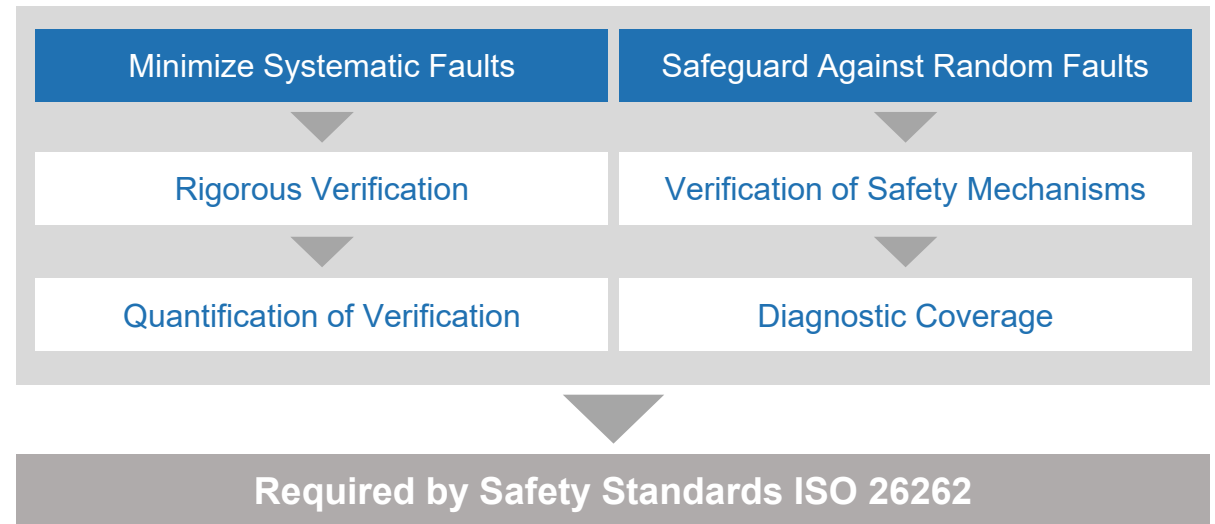 Minimize Systematic Faults
Safeguard Against Random Faults
Rigorous Verification
Verification of Safety Mechanisms
Quantification of Verification
Diagnostic Coverage
Required by Safety Standards ISO 26262